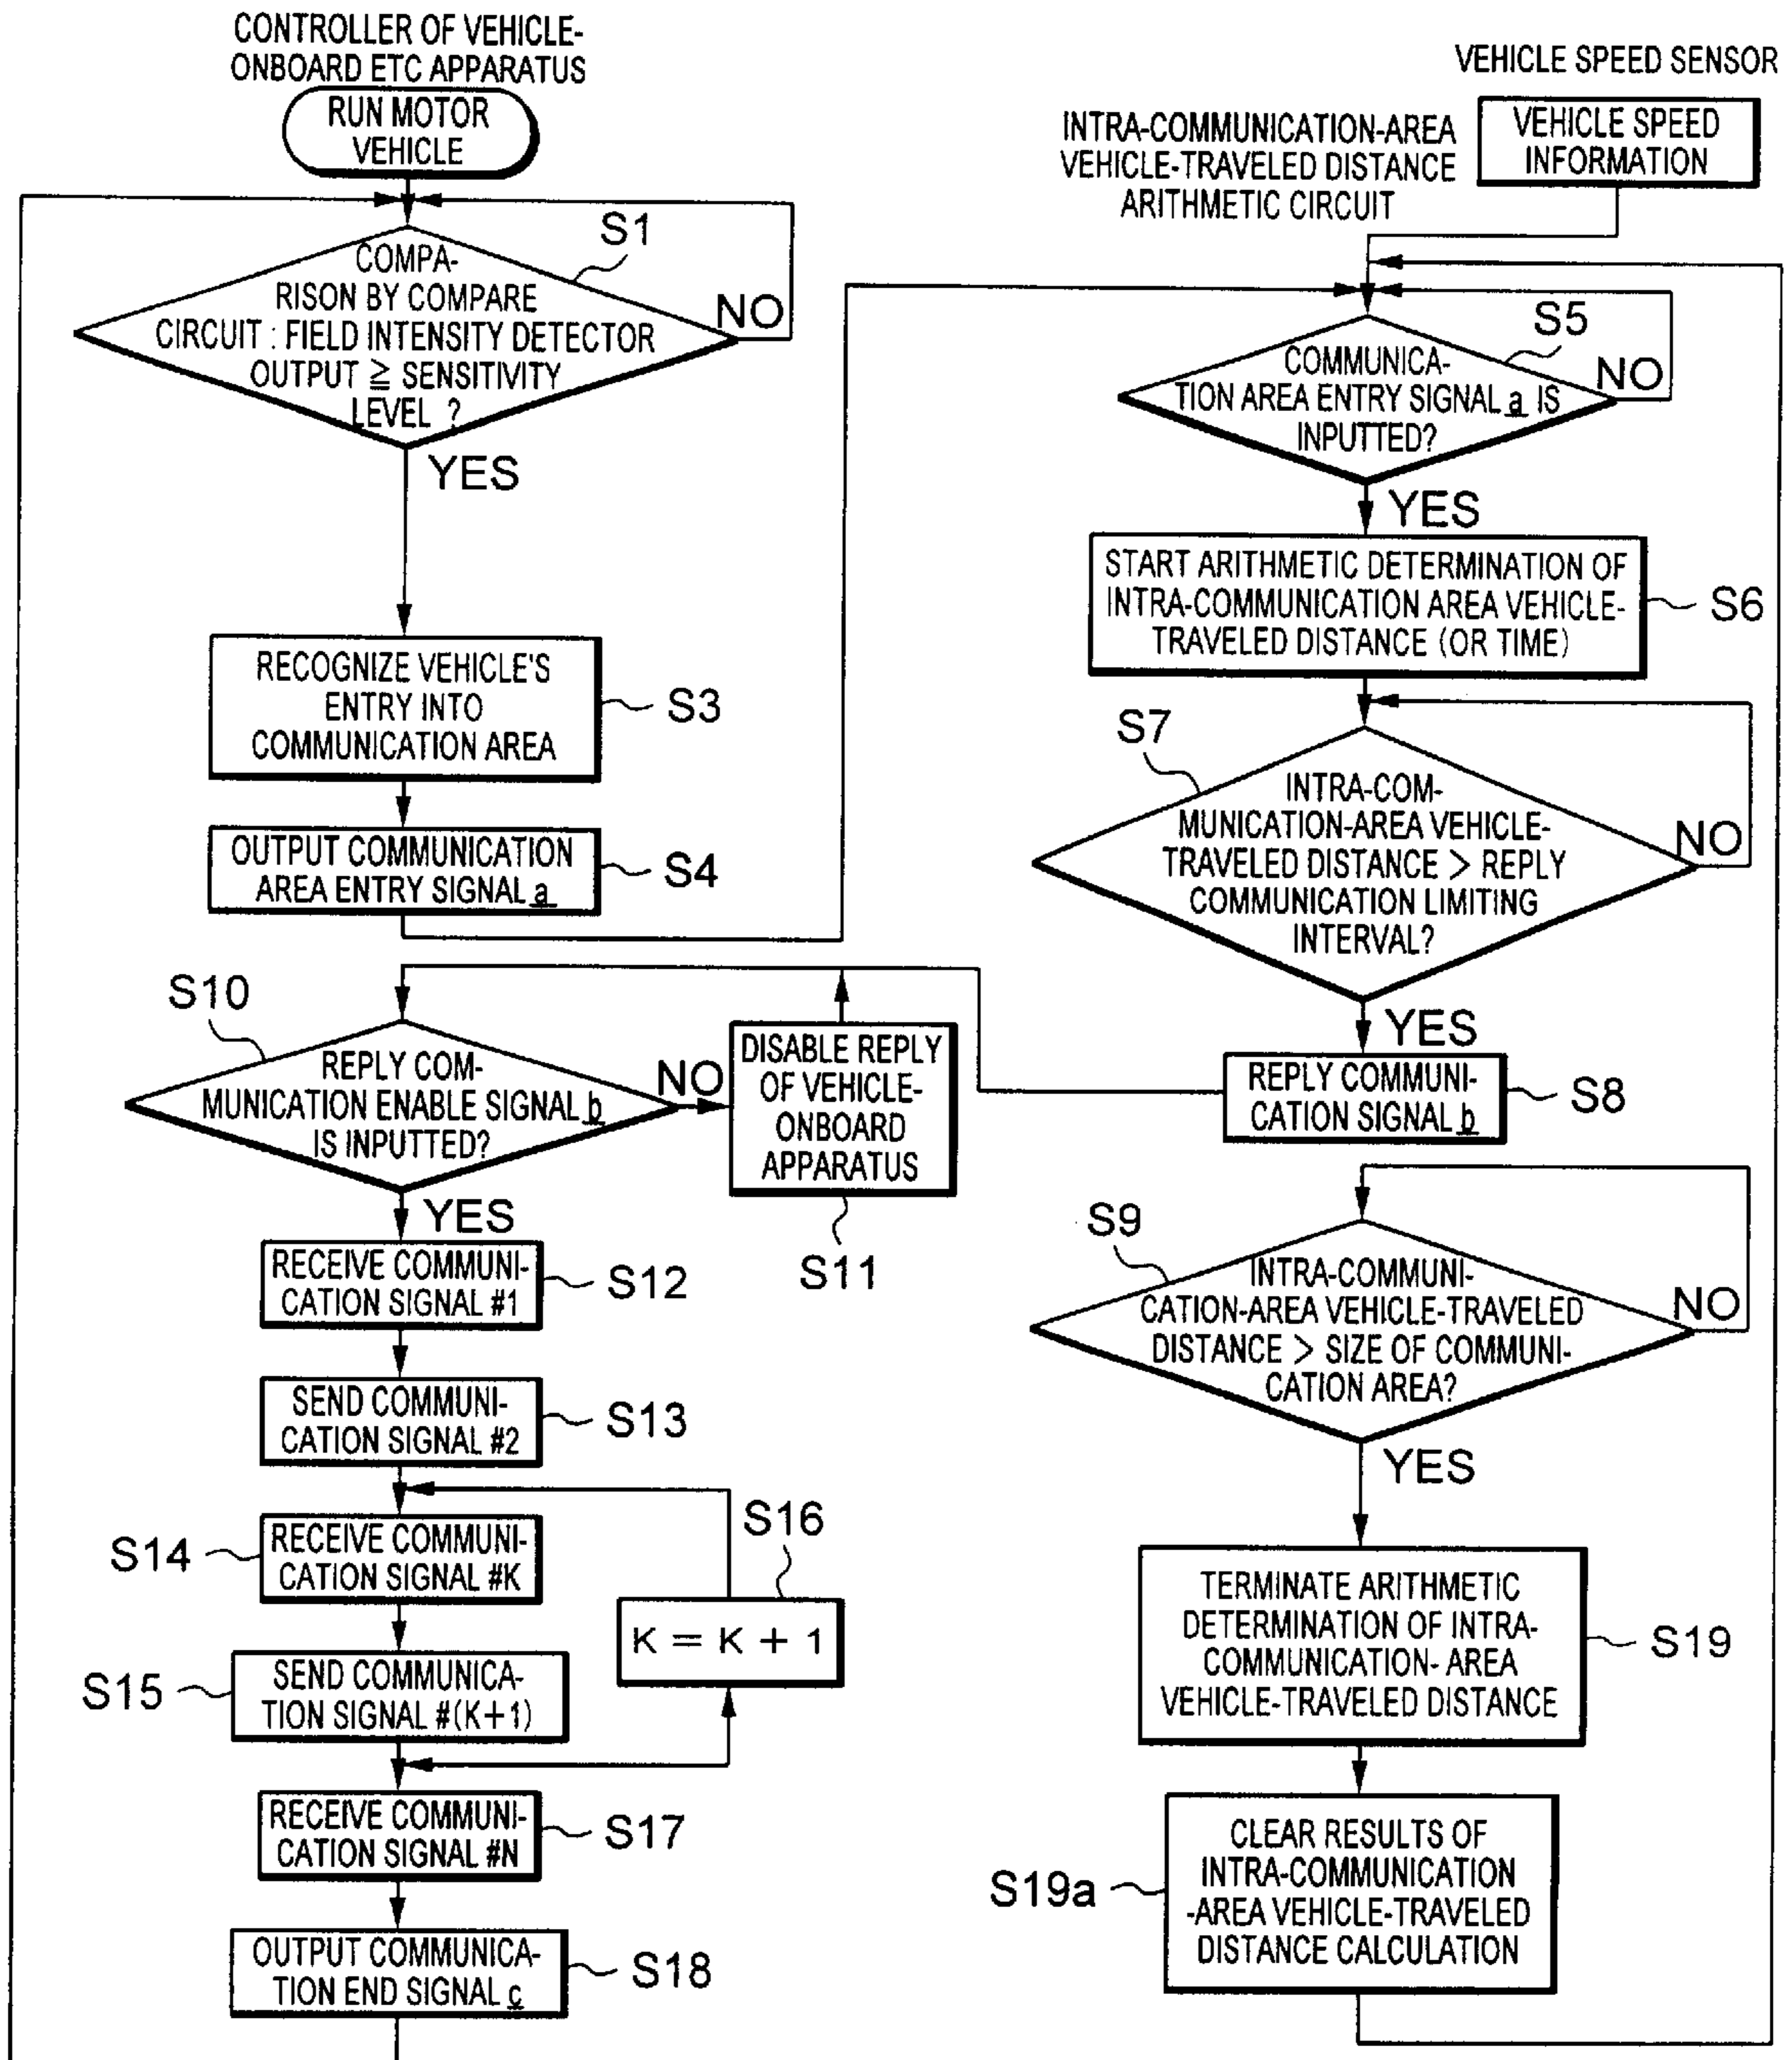 CONTROLLER OF VEHICLE-
ONBOARD ETC APPARATUS
RUN MOTOR
VEHICLE
S1
COMPA-
RISON BY COMPARE
CIRCUIT : FIELD INTENSITY DETECTOR
OUTPUT ≧ SENSITIVITY
LEVEL ?
NO
YES
RECOGNIZE VEHICLE'S
ENTRY INTO
COMMUNICATION AREA
S3
OUTPUT COMMUNICATION
AREA ENTRY SIGNAL a
S4
VEHICLE SPEED SENSOR
VEHICLE SPEED
INFORMATION
INTRA-COMMUNICATION-AREA
VEHICLE-TRAVELED DISTANCE
ARITHMETIC CIRCUIT
S5
COMMUNICA-
TION AREA ENTRY SIGNAL a IS
INPUTTED?
NO
YES
START ARITHMETIC DETERMINATION OF
INTRA-COMMUNICATION AREA VEHICLE-
TRAVELED DISTANCE (OR TIME)
S6
S7
INTRA-COM-
MUNICATION-AREA VEHICLE-
TRAVELED DISTANCE > REPLY
COMMUNICATION LIMITING
INTERVAL?
NO
YES
REPLY COMMUNI-
CATION SIGNAL b
S8
S10
REPLY COM-
MUNICATION ENABLE SIGNAL b
IS INPUTTED?
NO
DISABLE REPLY
OF VEHICLE-
ONBOARD
APPARATUS
S11
YES
RECEIVE COMMUNI-
CATION SIGNAL #1
S12
SEND COMMUNI-
CATION SIGNAL #2
S13
S14
RECEIVE COMMUNI-
CATION SIGNAL #K
S16
K = K + 1
S15
SEND COMMUNICA-
TION SIGNAL #(K+1)
RECEIVE COMMUNI-
CATION SIGNAL #N
S17
OUTPUT COMMUNICA-
TION END SIGNAL c
S18
S9
INTRA-COMMUNI-
CATION-AREA VEHICLE-TRAVELED
DISTANCE > SIZE OF COMMUNI-
CATION AREA?
NO
YES
TERMINATE ARITHMETIC
DETERMINATION OF INTRA-
COMMUNICATION- AREA
VEHICLE-TRAVELED DISTANCE
S19
S19a
CLEAR RESULTS OF
INTRA-COMMUNICATION
-AREA VEHICLE-TRAVELED
DISTANCE CALCULATION